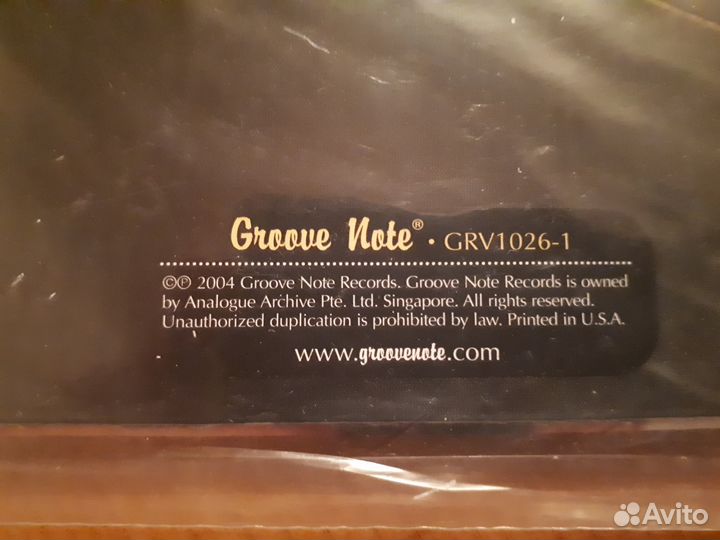 Groove Note® · GRV1026-1
©℗ 2004 Groove Note Records. Groove Note Records is owned
by Analogue Archive Pte. Ltd. Singapore. All rights reserved.
Unauthorized duplication is prohibited by law. Printed in U.S.A.
www.groovenote.com
Avito